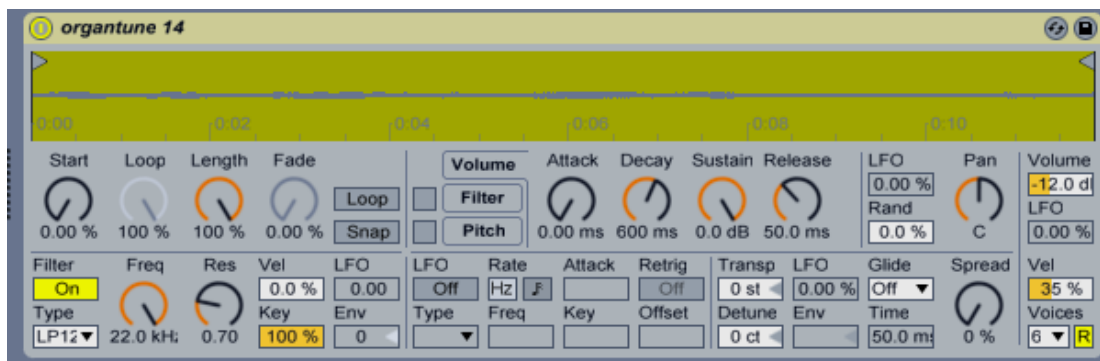 organtune 14
0:00 0:02 0:04 0:06 0:08 0:10
Start Loop Length Fade Volume Attack Decay Sustain Release LFO Pan Volume
0.00 % -12.0 dB
Loop Filter Rand LFO
0.00 % 100 % 100 % 0.00 % Snap Pitch 0.00 ms 600 ms 0.0 dB 50.0 ms 0.0 % C 0.00 %
Filter Freq Res Vel LFO LFO Rate Attack Retrig Transp LFO Glide Spread Vel
On 0.0 % 0.00 Off Hz Off 0 st 0.00 % Off 35 %
Type Key Env Type Freq Key Offset Detune Env Time Voices
LP12 22.0 kHz 0.70 100 % 0 0 ct 50.0 ms 0 % 6 R